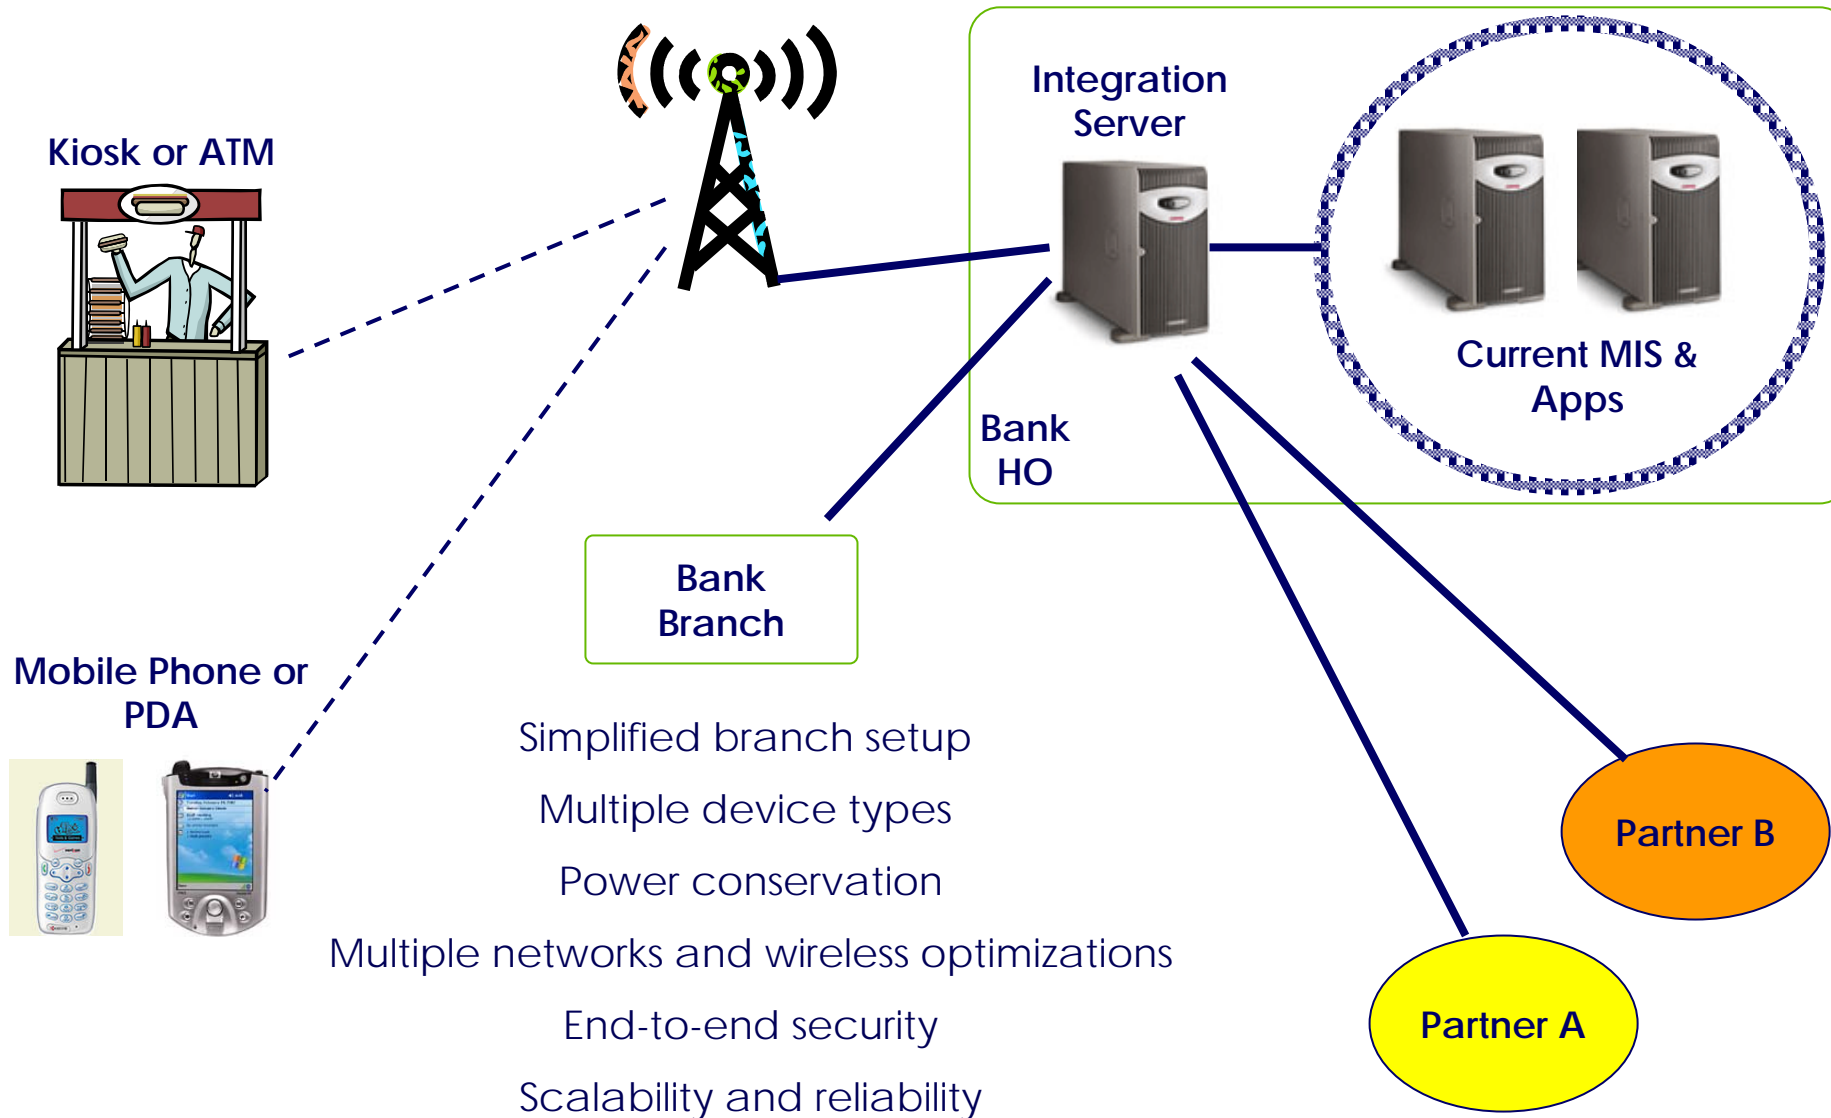 Integration
Server
Kiosk or ATM
Current MIS &
Apps
Bank
HO
Bank
Branch
Mobile Phone or
PDA
Simplified branch setup
Multiple device types
Power conservation
Multiple networks and wireless optimizations
End-to-end security
Scalability and reliability
Partner B
Partner A